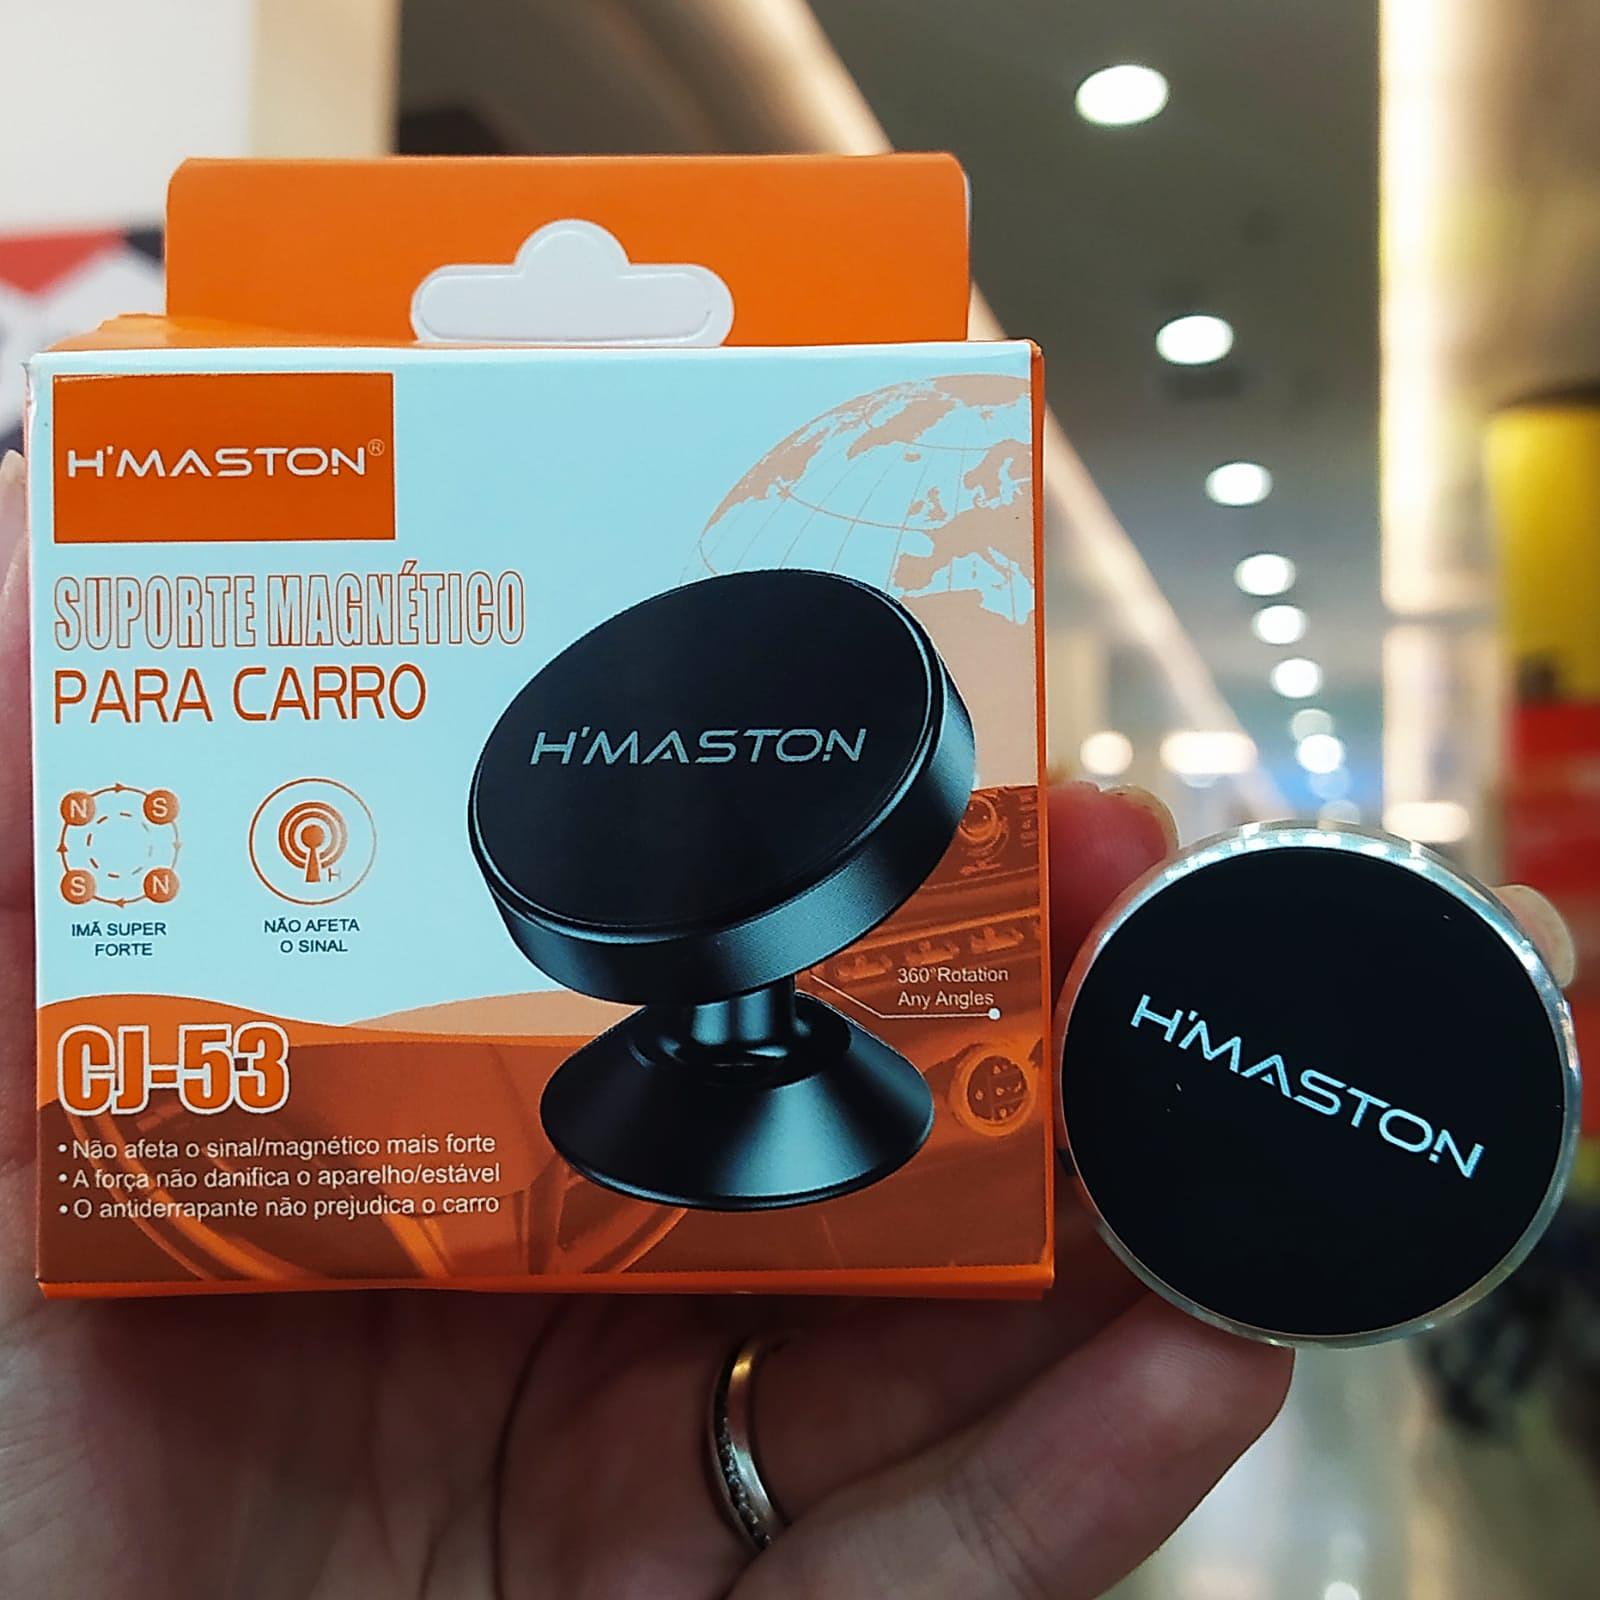 H'MASTON®
SUPORTE MAGNÉTICO
PARA CARRO
H'MASTON
N S
S N
H
IMÃ SUPER
FORTE
NÃO AFETA
O SINAL
360°Rotation
Any Angles
CJ-53
• Não afeta o sinal/magnético mais forte
• A força não danifica o aparelho/estável
• O antiderrapante não prejudica o carro
H'MASTON